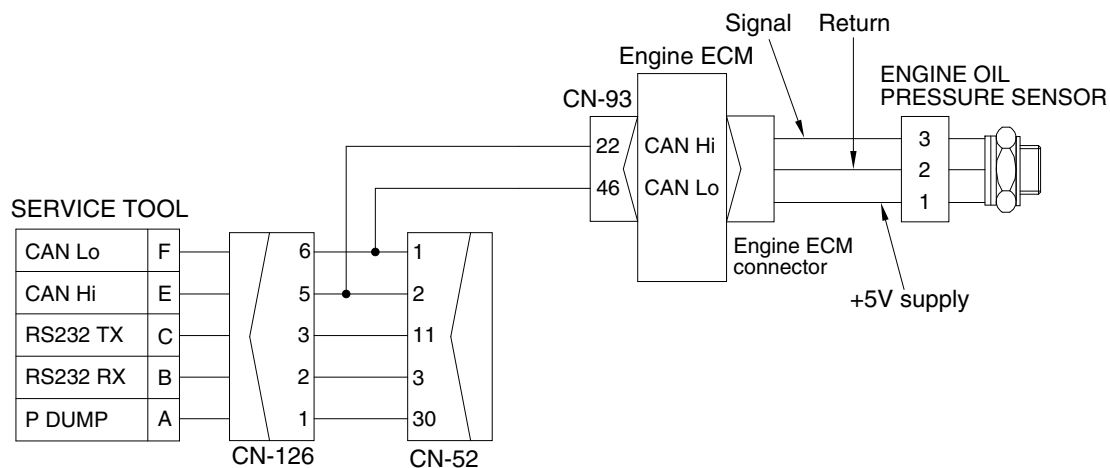 Signal Return
Engine ECM
ENGINE OIL
PRESSURE SENSOR
CN-93
22 CAN Hi 3
2
46 CAN Lo 1
SERVICE TOOL
Engine ECM
connector
+5V supply
CAN Lo F 6 1
CAN Hi E 5 2
RS232 TX C 3 11
RS232 RX B 2 3
P DUMP A 1 30
CN-126 CN-52